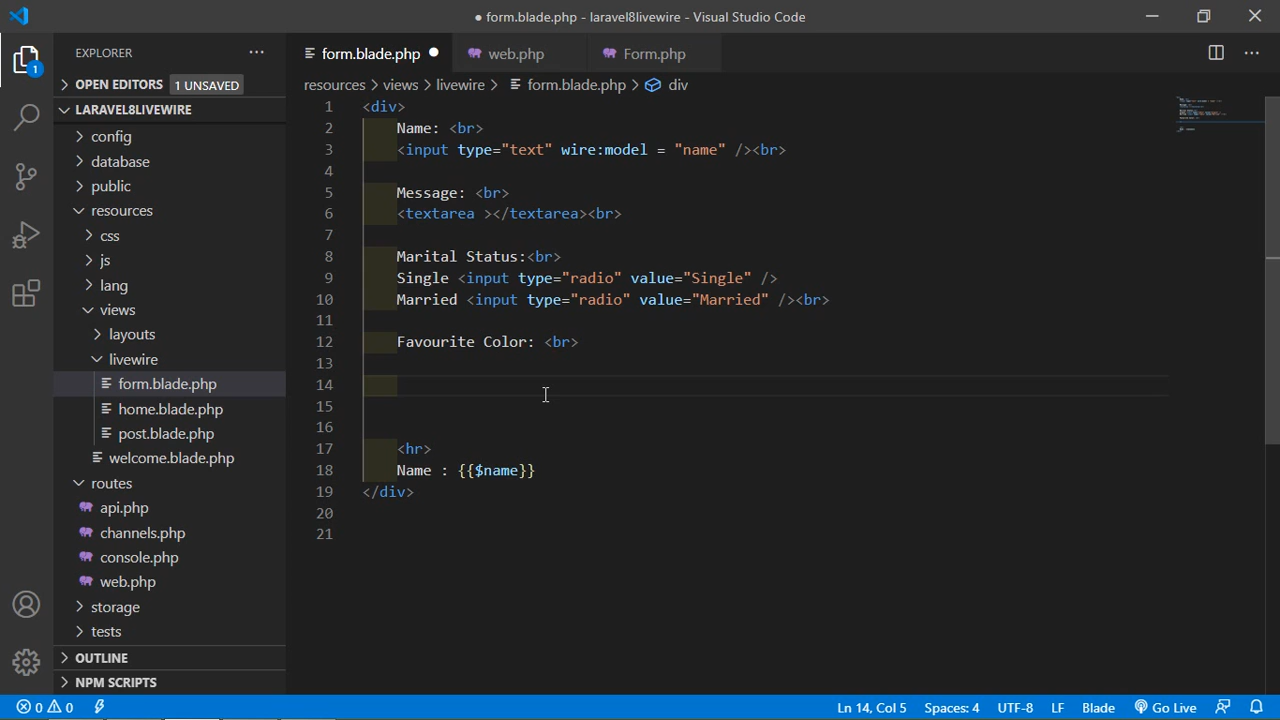 ● form.blade.php - laravel8livewire - Visual Studio Code
EXPLORER
form.blade.php
web.php
Form.php
1
OPEN EDITORS
1 UNSAVED
resources > views > livewire > form.blade.php > div
LARAVEL8LIVEWIRE
config
database
public
resources
css
js
lang
views
layouts
livewire
form.blade.php
home.blade.php
post.blade.php
welcome.blade.php
routes
api.php
channels.php
console.php
web.php
storage
tests
OUTLINE
NPM SCRIPTS
1 <div>
2 Name: <br>
3 <input type="text" wire:model = "name" /><br>
4
5 Message: <br>
6 <textarea ></textarea><br>
7
8 Marital Status:<br>
9 Single <input type="radio" value="Single" />
10 Married <input type="radio" value="Married" /><br>
11
12 Favourite Color: <br>
13
14
15
16
17 <hr>
18 Name : {{$name}}
19 </div>
20
21
0 0 Ln 14, Col 5 Spaces: 4 UTF-8 LF Blade Go Live